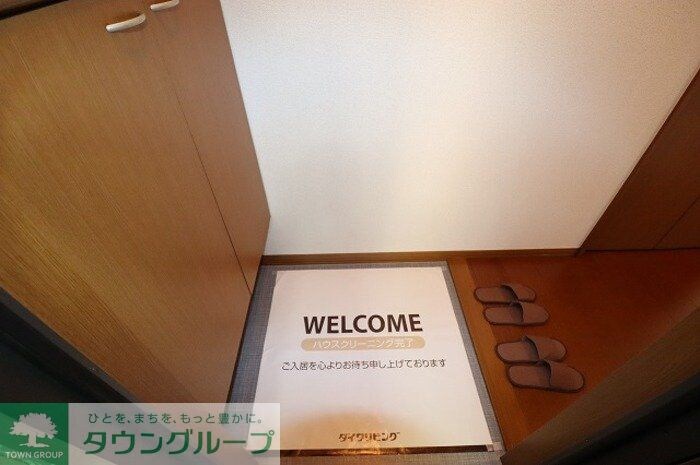 WELCOME
ハウスクリーニング完了
ご入居を心よりお待ち申し上げております
ダイワリビング
ひとを、まちを、もっと豊かに。
タウングループ
TOWN GROUP